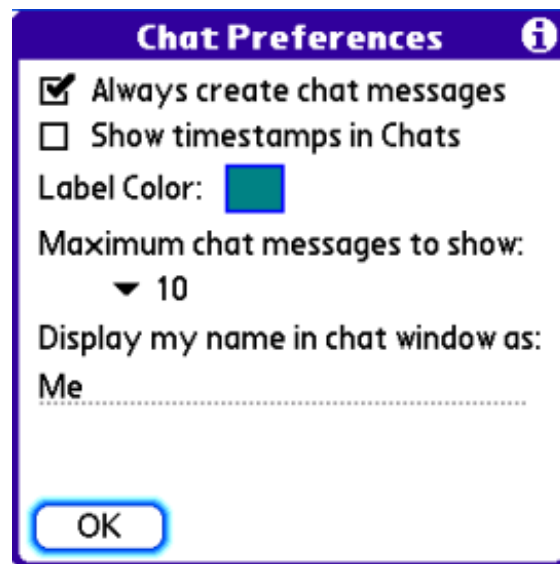 Chat Preferences
Always create chat messages
Show timestamps in Chats
Label Color:
Maximum chat messages to show:
10
Display my name in chat window as:
Me
OK